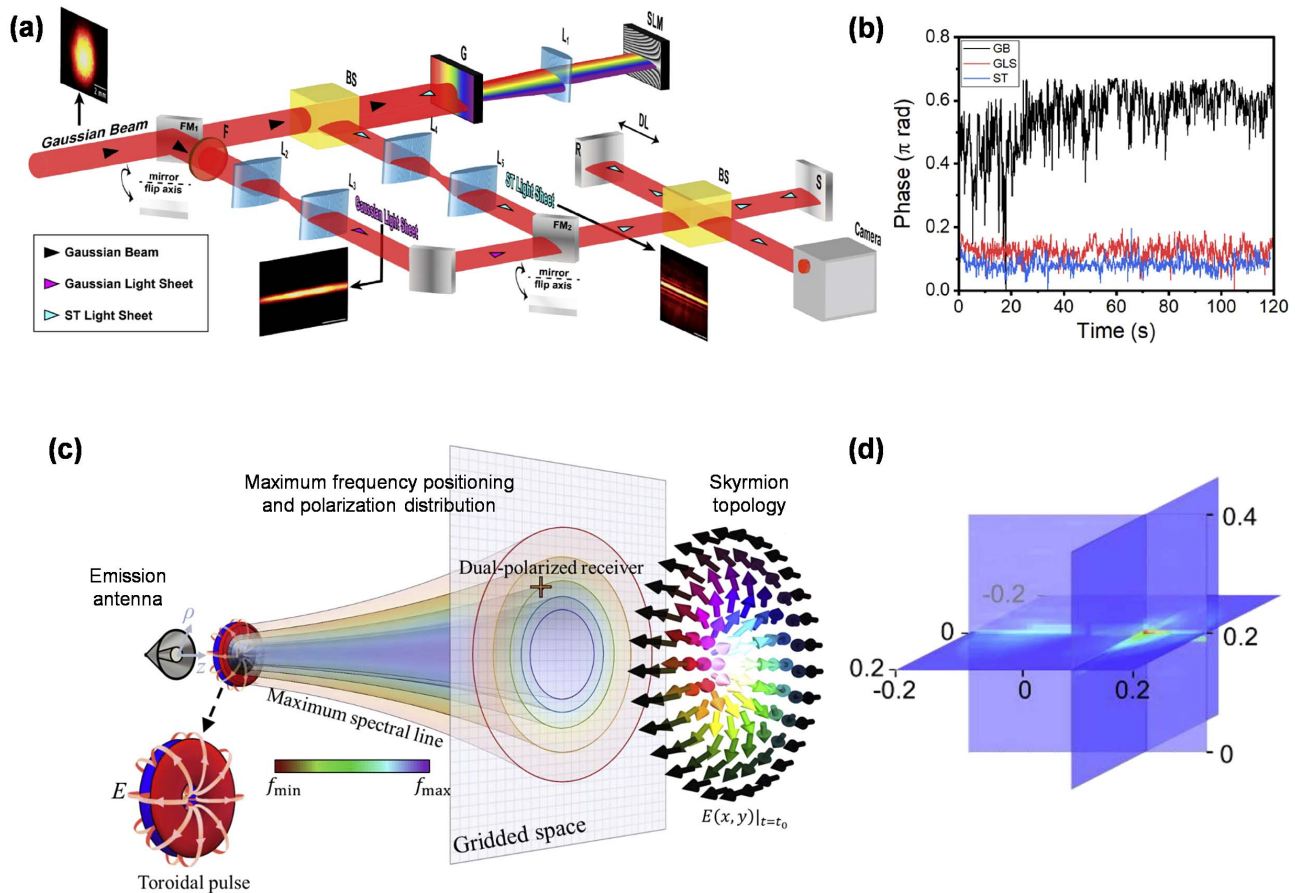 (a)
2 mm
Gaussian Beam
FM1
F
BS
G
L1
SLM
mirror
flip axis
L2
L3
L4
L5
Gaussian Light Sheet
ST Light Sheet
FM2
mirror
flip axis
R
DL
BS
S
Camera
Gaussian Beam
Gaussian Light Sheet
ST Light Sheet
(b)
GB
GLS
ST
Phase (π rad)
0.8
0.6
0.4
0.2
0.0
0 20 40 60 80 100 120
Time (s)
(c)
Maximum frequency positioning
and polarization distribution
Skyrmion
topology
Emission
antenna
ρ
z
Dual-polarized receiver
Maximum spectral line
E
fmin
fmax
Toroidal pulse
Gridded space
E(x, y)|t=t0
(d)
0.4
-0.2
0
0.2
0.2
-0.2
0
0.2
0